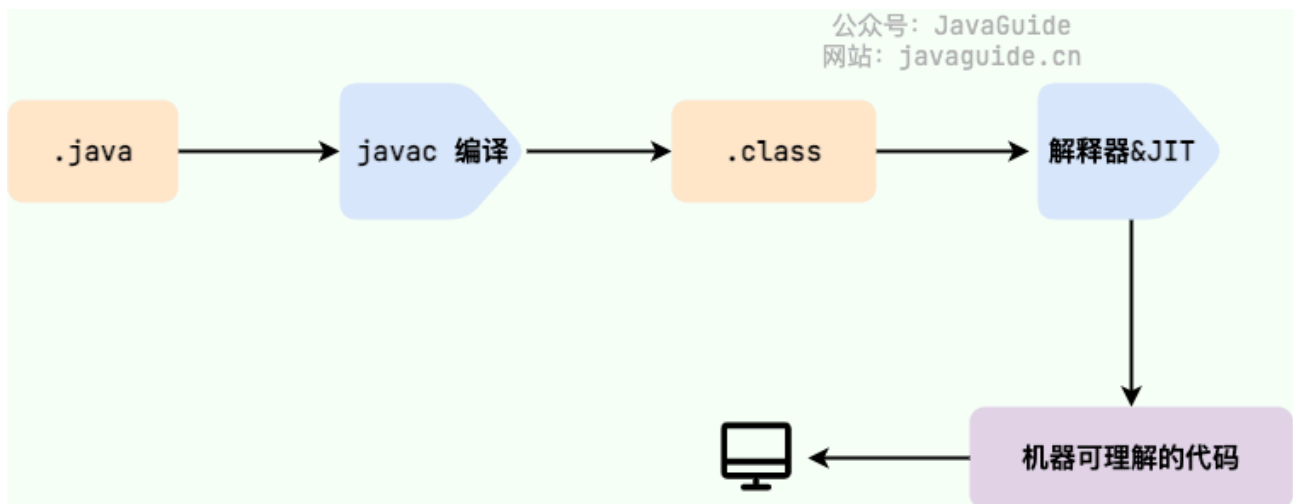 公众号：JavaGuide
网站：javaguide.cn
.java
javac 编译
.class
解释器&JIT
机器可理解的代码